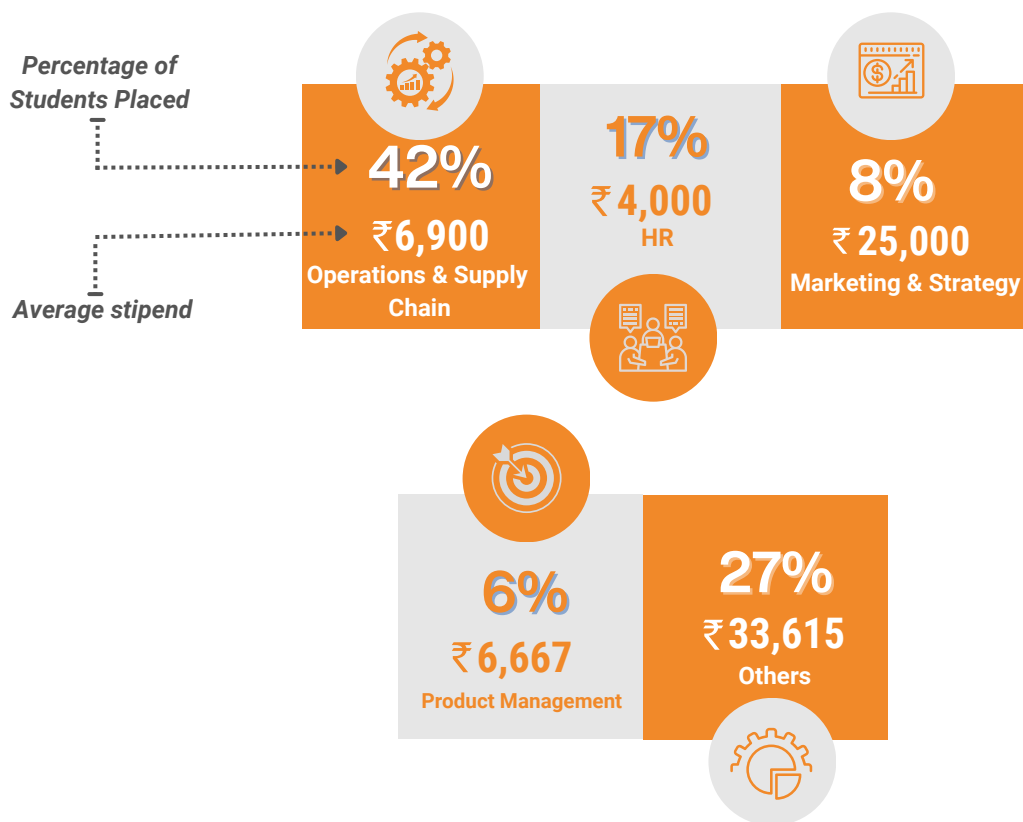 Percentage of
Students Placed
Average stipend
42%
₹6,900
Operations & Supply
Chain
17%
₹ 4,000
HR
$
8%
₹ 25,000
Marketing & Strategy
6%
₹ 6,667
Product Management
27%
₹ 33,615
Others